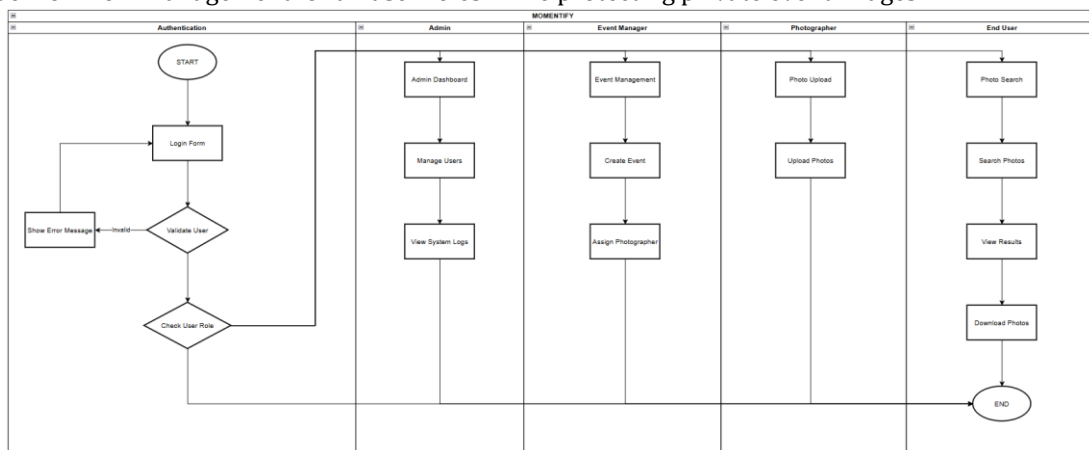 MOMENTIFY
Authentication
Admin
Event Manager
Photographer
End User
START
Admin Dashboard
Event Management
Photo Upload
Photo Search
Login Form
Manage Users
Create Event
Upload Photos
Search Photos
Show Error Message
Invalid
Validate User
View System Logs
Assign Photographer
View Results
Check User Role
Download Photos
END